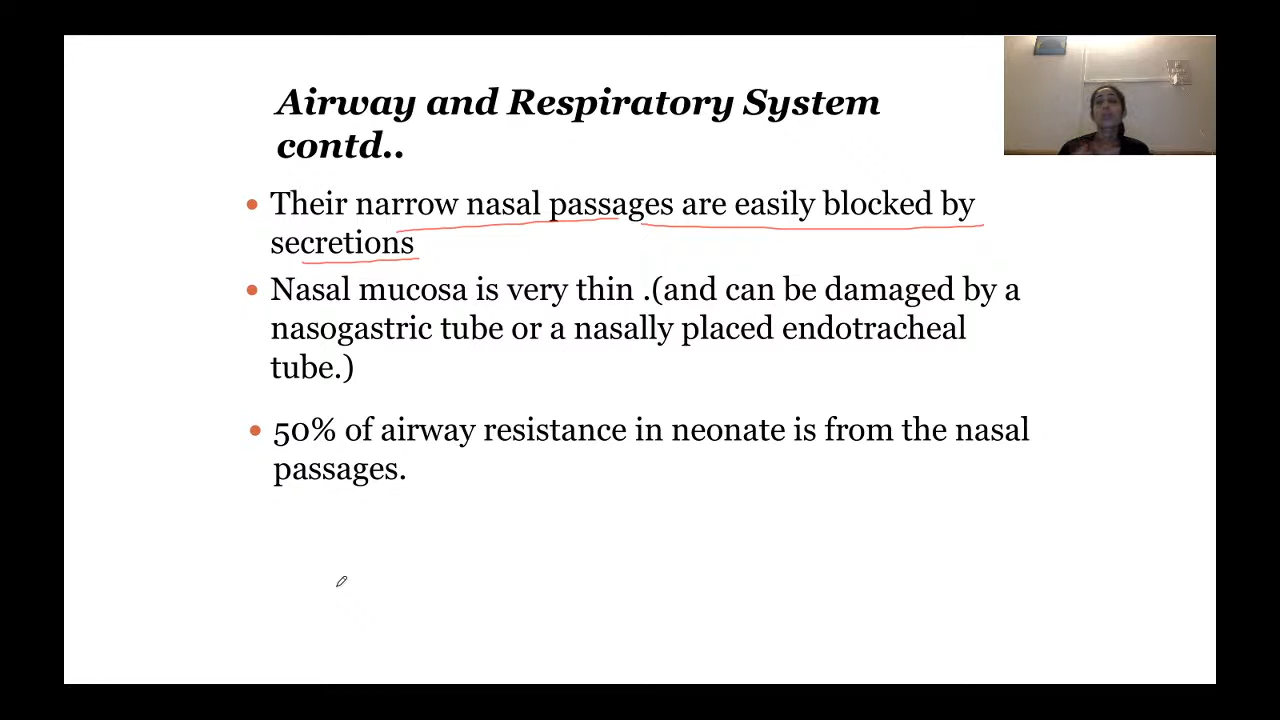 Airway and Respiratory System
contd..
• Their narrow nasal passages are easily blocked by
secretions
• Nasal mucosa is very thin .(and can be damaged by a
nasogastric tube or a nasally placed endotracheal
tube.)
• 50% of airway resistance in neonate is from the nasal
passages.